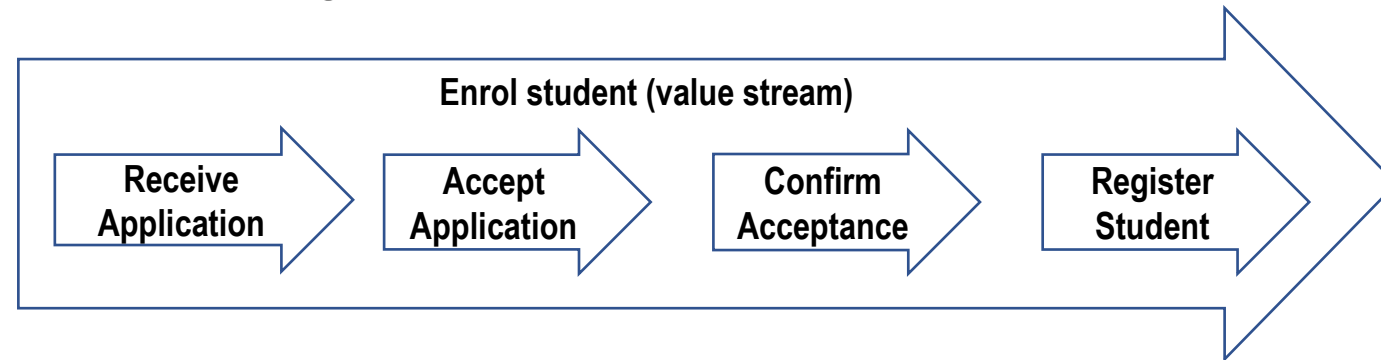 Enrol student (value stream)
Receive
Application
Accept
Application
Confirm
Acceptance
Register
Student